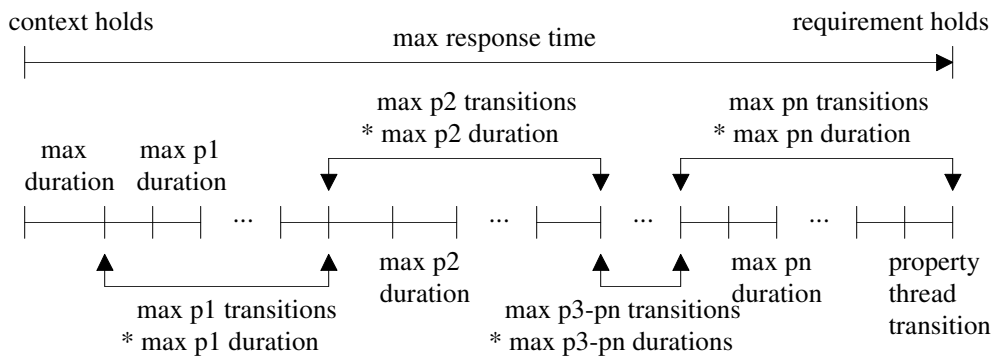 context holds
requirement holds
max response time
max p2 transitions
* max p2 duration
max pn transitions
* max pn duration
max
duration
max p1
duration
...
...
...
...
max p1 transitions
* max p1 duration
max p2
duration
max p3-pn transitions
* max p3-pn durations
max pn
duration
property
thread
transition